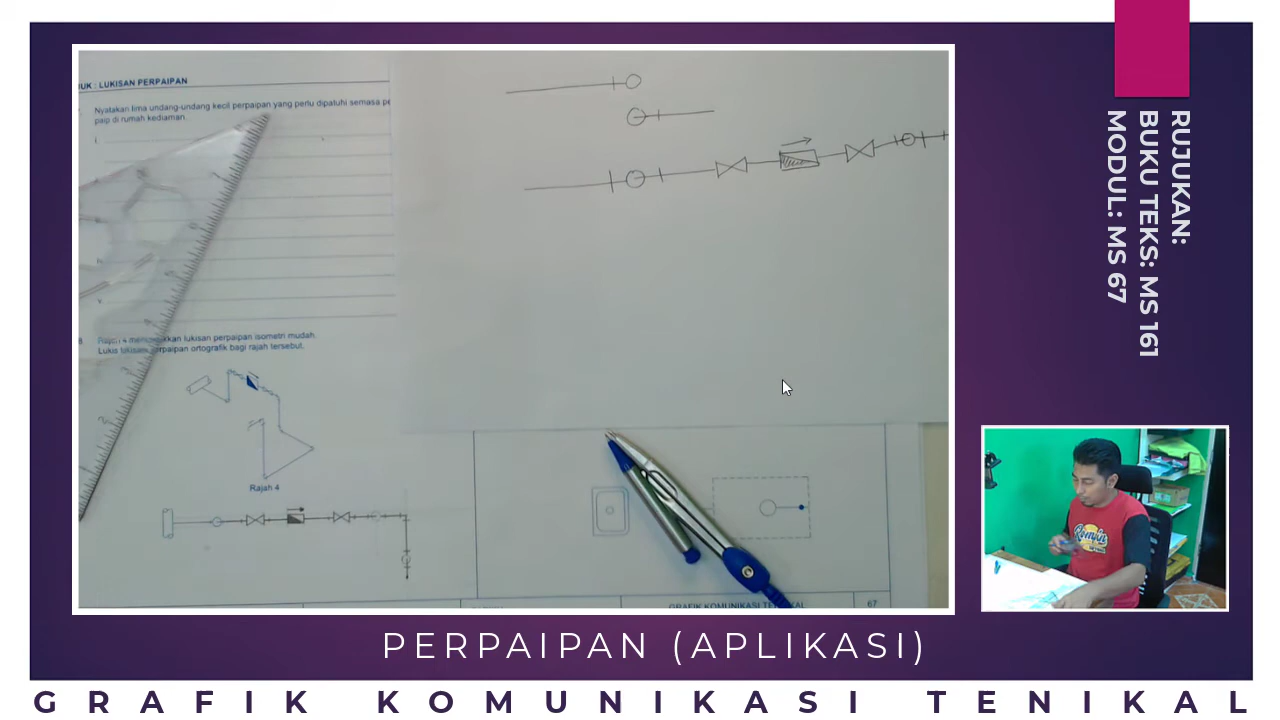 UK : LUKISAN PERPAIPAN
Nyatakan lima undang-undang kecil perpaipan yang perlu dipatuhi semasa pe
paip di rumah kediaman.
i.
v.
Rajah 4 menunjukkan lukisan perpaipan isometri mudah.
Lukis lukisan perpaipan ortografik bagi rajah tersebut.
Rajah 4
GRAFIK KOMUNIKASI TEKNIKAL
67
RUJUKAN:
BUKU TEKS: MS 161
MODUL: MS 67
PERPAIPAN (APLIKASI)
GRAFIK KOMUNIKASI TENIKAL